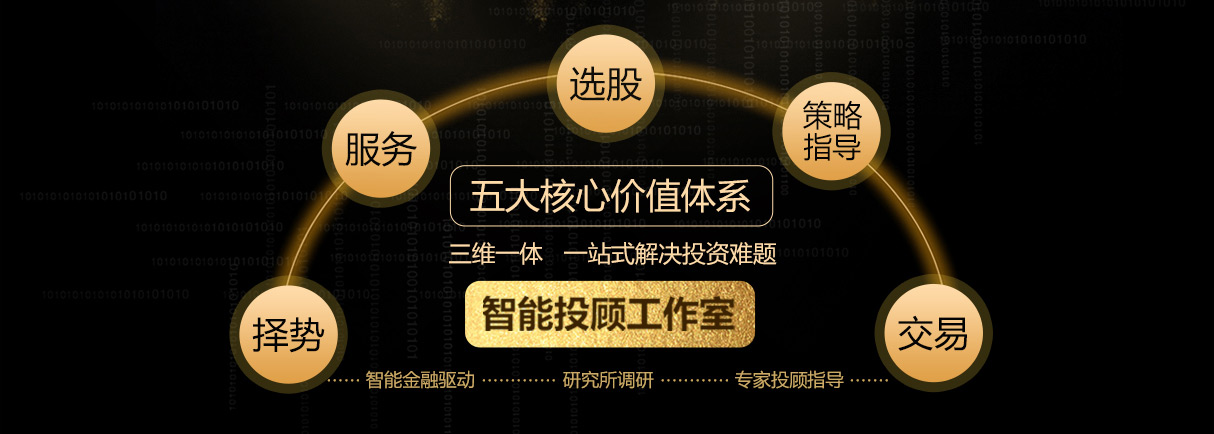 选股
策略
指导
服务
五大核心价值体系
三维一体 一站式解决投资难题
智能投顾工作室
择势
交易
智能金融驱动 研究所调研 专家投顾指导